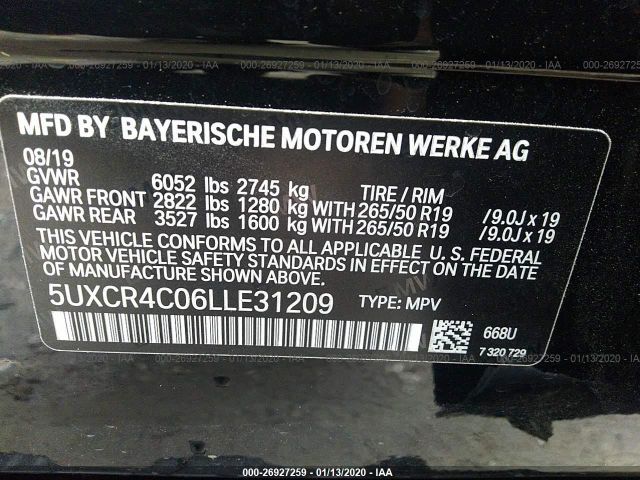 000-26927259 - 01/13/2020 - IAA
000-26927259 - 01/13/2020 - IAA
MFD BY BAYERISCHE MOTOREN WERKE AG
08/19
GVWR 6052 lbs 2745 kg TIRE / RIM
GAWR FRONT 2822 lbs 1280 kg WITH 265/50 R19 /9.0J x 19
GAWR REAR 3527 lbs 1600 kg WITH 265/50 R19 /9.0J x 19
THIS VEHICLE CONFORMS TO ALL APPLICABLE U. S. FEDERAL
MOTOR VEHICLE SAFETY AND THEFT PREVENTION STANDARDS
IN EFFECT ON THE DATE OF MANUFACTURE SHOWN ABOVE.
5UXCR4C06LLE31209 TYPE: MPV
668U
7 320 729
000-26927259 - 01/13/2020 - IAA